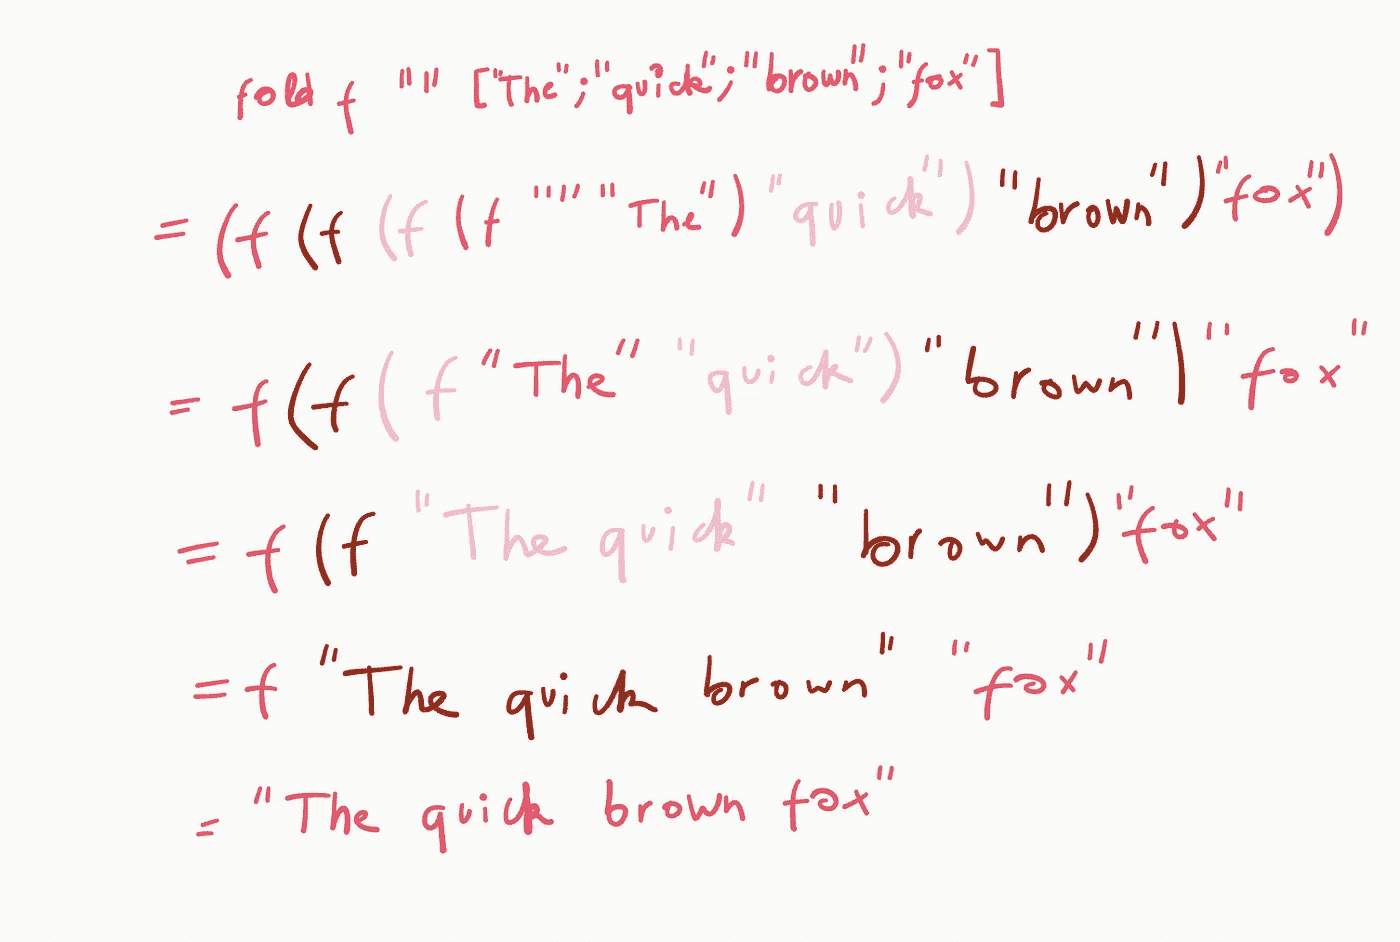 fold f "" ["The";"quick";"brown";"fox"]
= (f (f (f (f "" "The") "quick") "brown") "fox")
= f (f (f "The" "quick") "brown") "fox"
= f (f "The quick" "brown") "fox"
= f "The quick brown" "fox"
= "The quick brown fox"